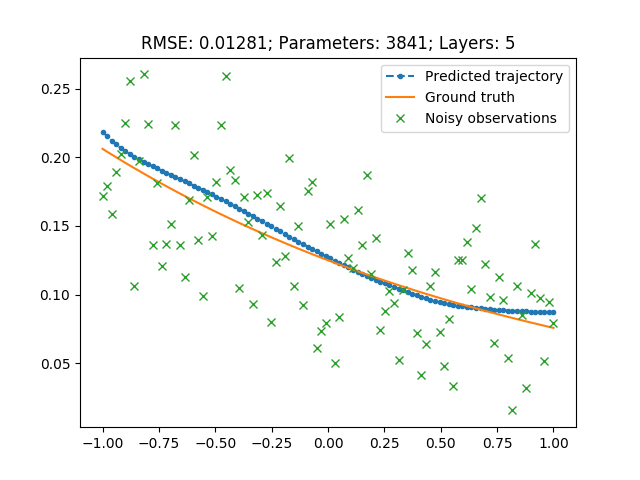 RMSE: 0.01281; Parameters: 3841; Layers: 5
Predicted trajectory
Ground truth
Noisy observations
0.25
0.20
0.15
0.10
0.05
−1.00 −0.75 −0.50 −0.25 0.00 0.25 0.50 0.75 1.00